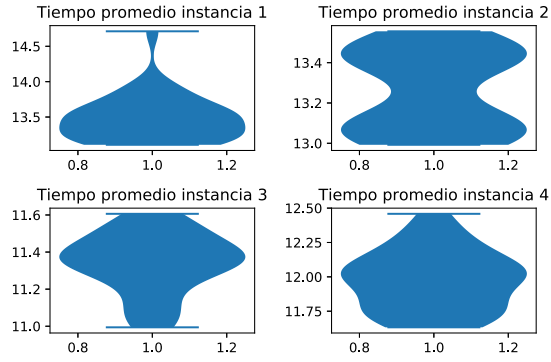 Tiempo promedio instancia 1
14.5
14.0
13.5
0.8 1.0 1.2
Tiempo promedio instancia 2
13.4
13.2
13.0
0.8 1.0 1.2
Tiempo promedio instancia 3
11.6
11.4
11.2
11.0
0.8 1.0 1.2
Tiempo promedio instancia 4
12.50
12.25
12.00
11.75
0.8 1.0 1.2